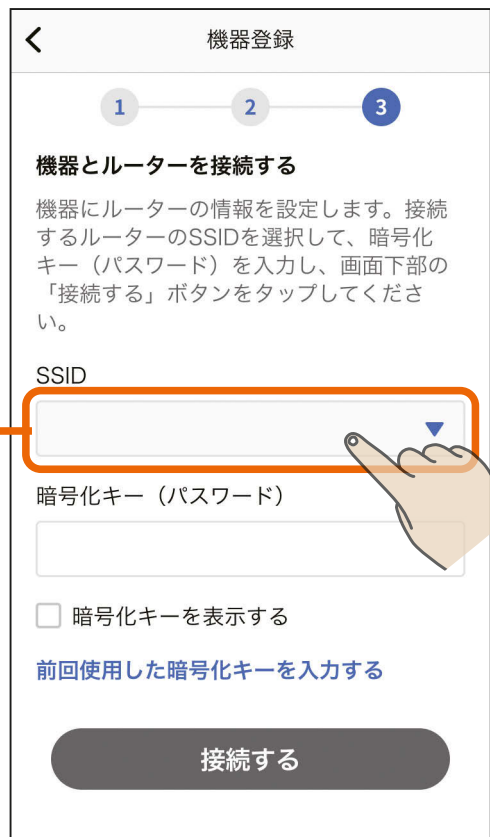 機器登録
1 2 3
機器とルーターを接続する
機器にルーターの情報を設定します。接続
するルーターのSSIDを選択して、暗号化
キー（パスワード）を入力し、画面下部の
「接続する」ボタンをタップしてくださ
い。
SSID
暗号化キー（パスワード）
暗号化キーを表示する
前回使用した暗号化キーを入力する
接続する